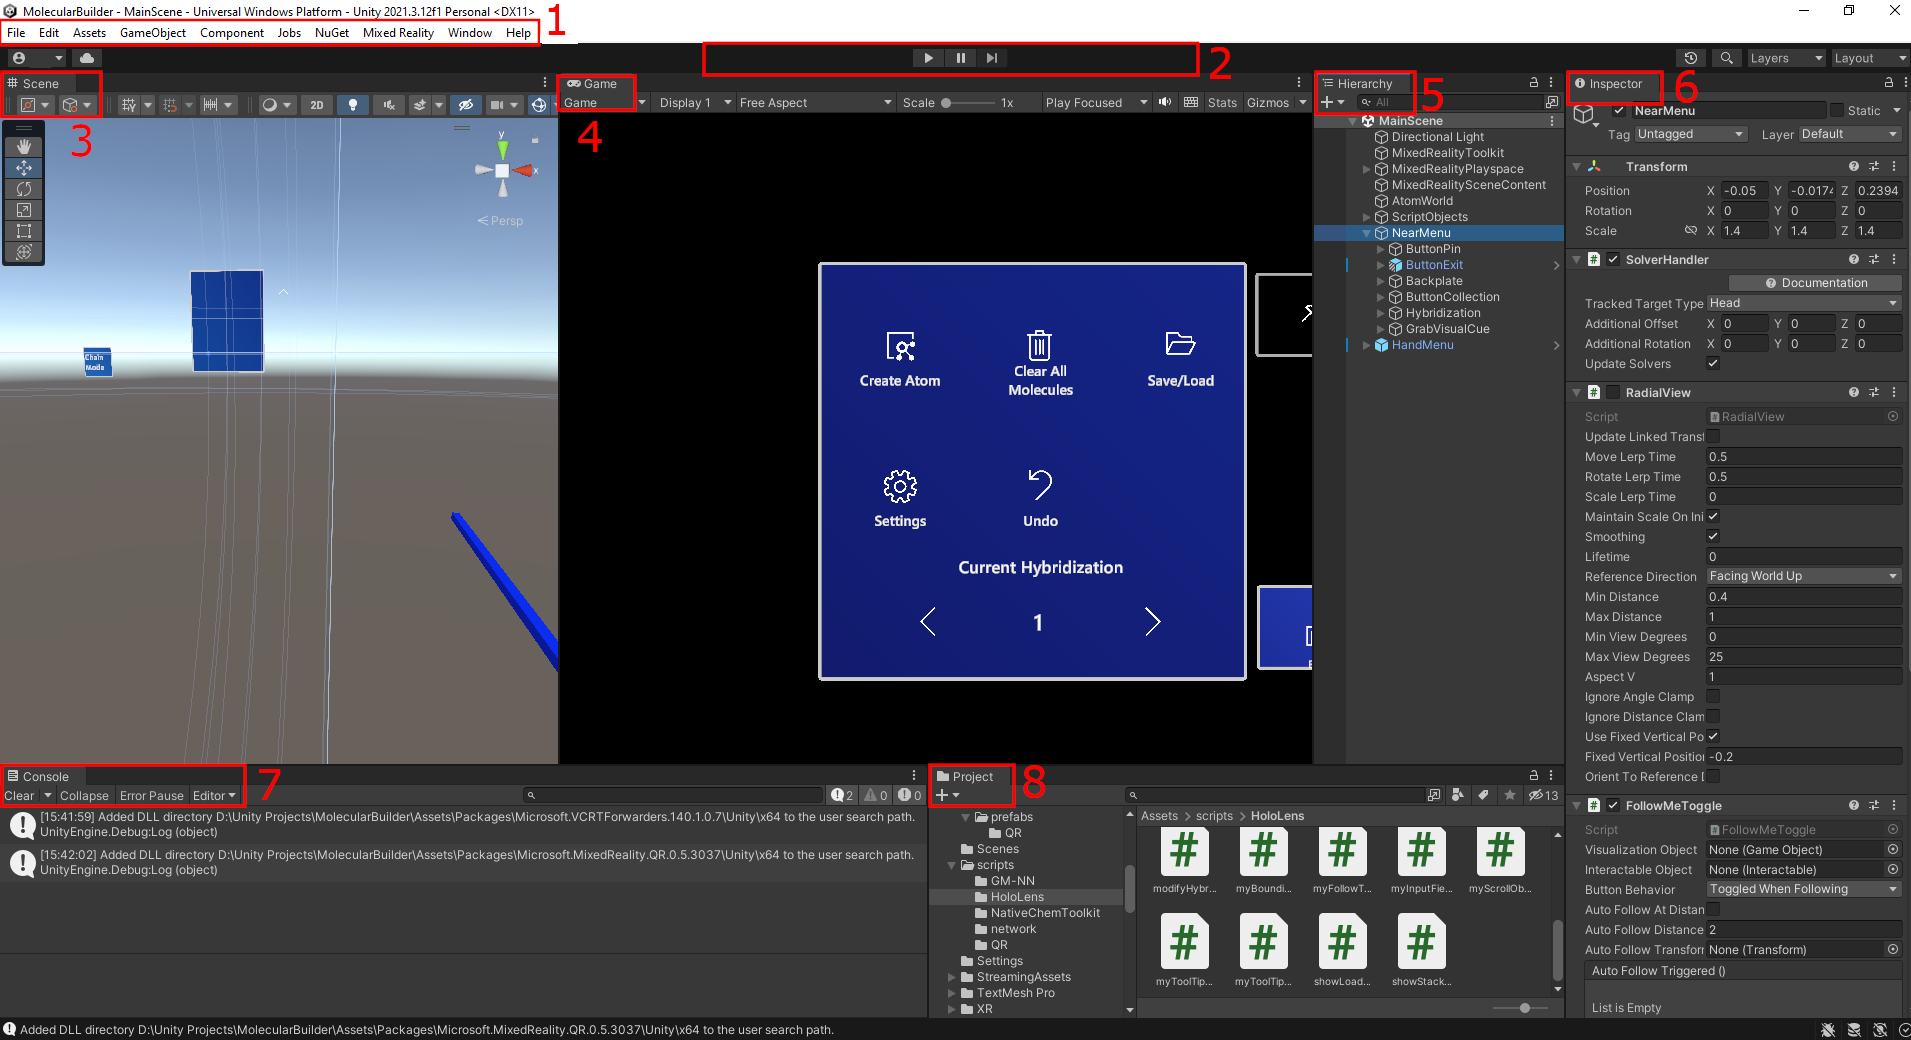 MolecularBuilder - MainScene - Universal Windows Platform - Unity 2021.3.12f1 Personal <DX11>
File Edit Assets GameObject Component Jobs NuGet Mixed Reality Window Help
1
2
Layers
Layout
Scene
2D
3
Persp
y
x
Chain
Mode
Game
Game
Display 1
Free Aspect
Scale
1x
Play Focused
Stats
Gizmos
4
Create Atom
Clear All
Molecules
Save/Load
Settings
Undo
Current Hybridization
1
Hierarchy
All
5
MainScene
Directional Light
MixedRealityToolkit
MixedRealityPlayspace
MixedRealitySceneContent
AtomWorld
ScriptObjects
NearMenu
ButtonPin
ButtonExit
Backplate
ButtonCollection
Hybridization
GrabVisualCue
HandMenu
Inspector
6
NearMenu
Static
Tag Untagged Layer Default
Transform
Position X -0.05 Y -0.0174 Z 0.2394
Rotation X 0 Y 0 Z 0
Scale X 1.4 Y 1.4 Z 1.4
# SolverHandler
Documentation
Tracked Target Type Head
Additional Offset X 0 Y 0 Z 0
Additional Rotation X 0 Y 0 Z 0
Update Solvers
# RadialView
Script RadialView
Update Linked Transf
Move Lerp Time 0.5
Rotate Lerp Time 0.5
Scale Lerp Time 0
Maintain Scale On Ini
Smoothing
Lifetime 0
Reference Direction Facing World Up
Min Distance 0.4
Max Distance 1
Min View Degrees 0
Max View Degrees 25
Aspect V 1
Ignore Angle Clamp
Ignore Distance Clam
Use Fixed Vertical Po
Fixed Vertical Position -0.2
Orient To Reference D
# FollowMeToggle
Script FollowMeToggle
Visualization Object None (Game Object)
Interactable Object None (Interactable)
Button Behavior Toggled When Following
Auto Follow At Distan
Auto Follow Distance 2
Auto Follow Transform None (Transform)
Auto Follow Triggered ()
List is Empty
Console
Clear Collapse Error Pause Editor
7
2 0 0
[15:41:59] Added DLL directory D:\Unity Projects\MolecularBuilder\Assets\Packages\Microsoft.VCRTForwarders.140.1.0.7\Unity\x64 to the user search path.
UnityEngine.Debug:Log (object)
[15:42:02] Added DLL directory D:\Unity Projects\MolecularBuilder\Assets\Packages\Microsoft.MixedReality.QR.0.5.3037\Unity\x64 to the user search path.
UnityEngine.Debug:Log (object)
Project
8
13
prefabs
QR
Scenes
scripts
GM-NN
HoloLens
NativeChemToolkit
network
QR
Settings
StreamingAssets
TextMesh Pro
XR
Assets > scripts > HoloLens
# # # # #
modifyHybr... myBoundi... myFollowT... myInputFie... myScrollOb...
# # # #
myToolTip... myToolTip... showLoad... showStack...
Added DLL directory D:\Unity Projects\MolecularBuilder\Assets\Packages\Microsoft.MixedReality.QR.0.5.3037\Unity\x64 to the user search path.